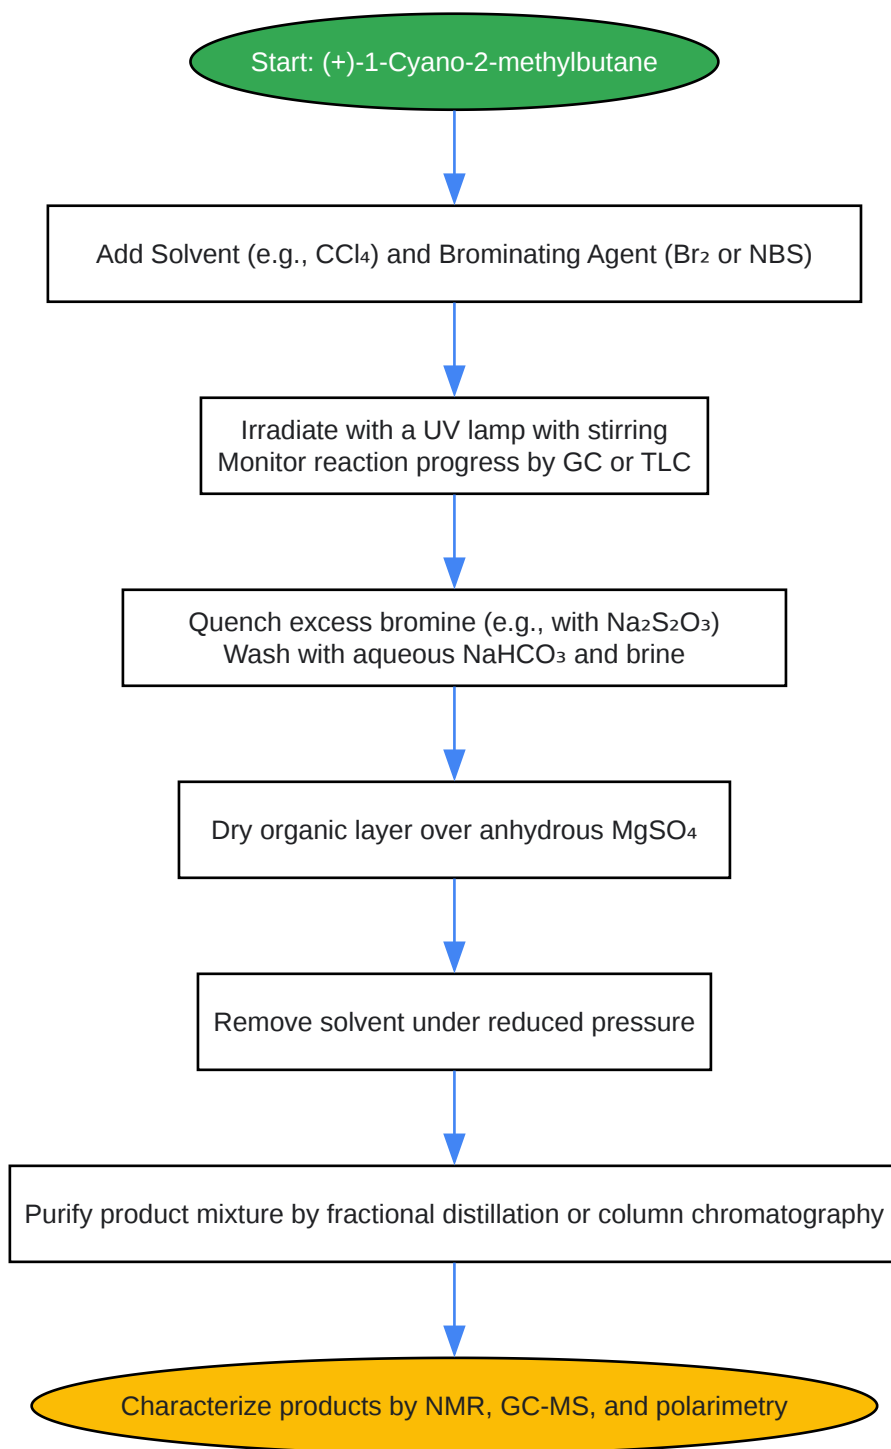 Start: (+)-1-Cyano-2-methylbutane
Add Solvent (e.g., CCl₄) and Brominating Agent (Br₂ or NBS)
Irradiate with a UV lamp with stirring
Monitor reaction progress by GC or TLC
Quench excess bromine (e.g., with Na₂S₂O₃)
Wash with aqueous NaHCO₃ and brine
Dry organic layer over anhydrous MgSO₄
Remove solvent under reduced pressure
Purify product mixture by fractional distillation or column chromatography
Characterize products by NMR, GC-MS, and polarimetry